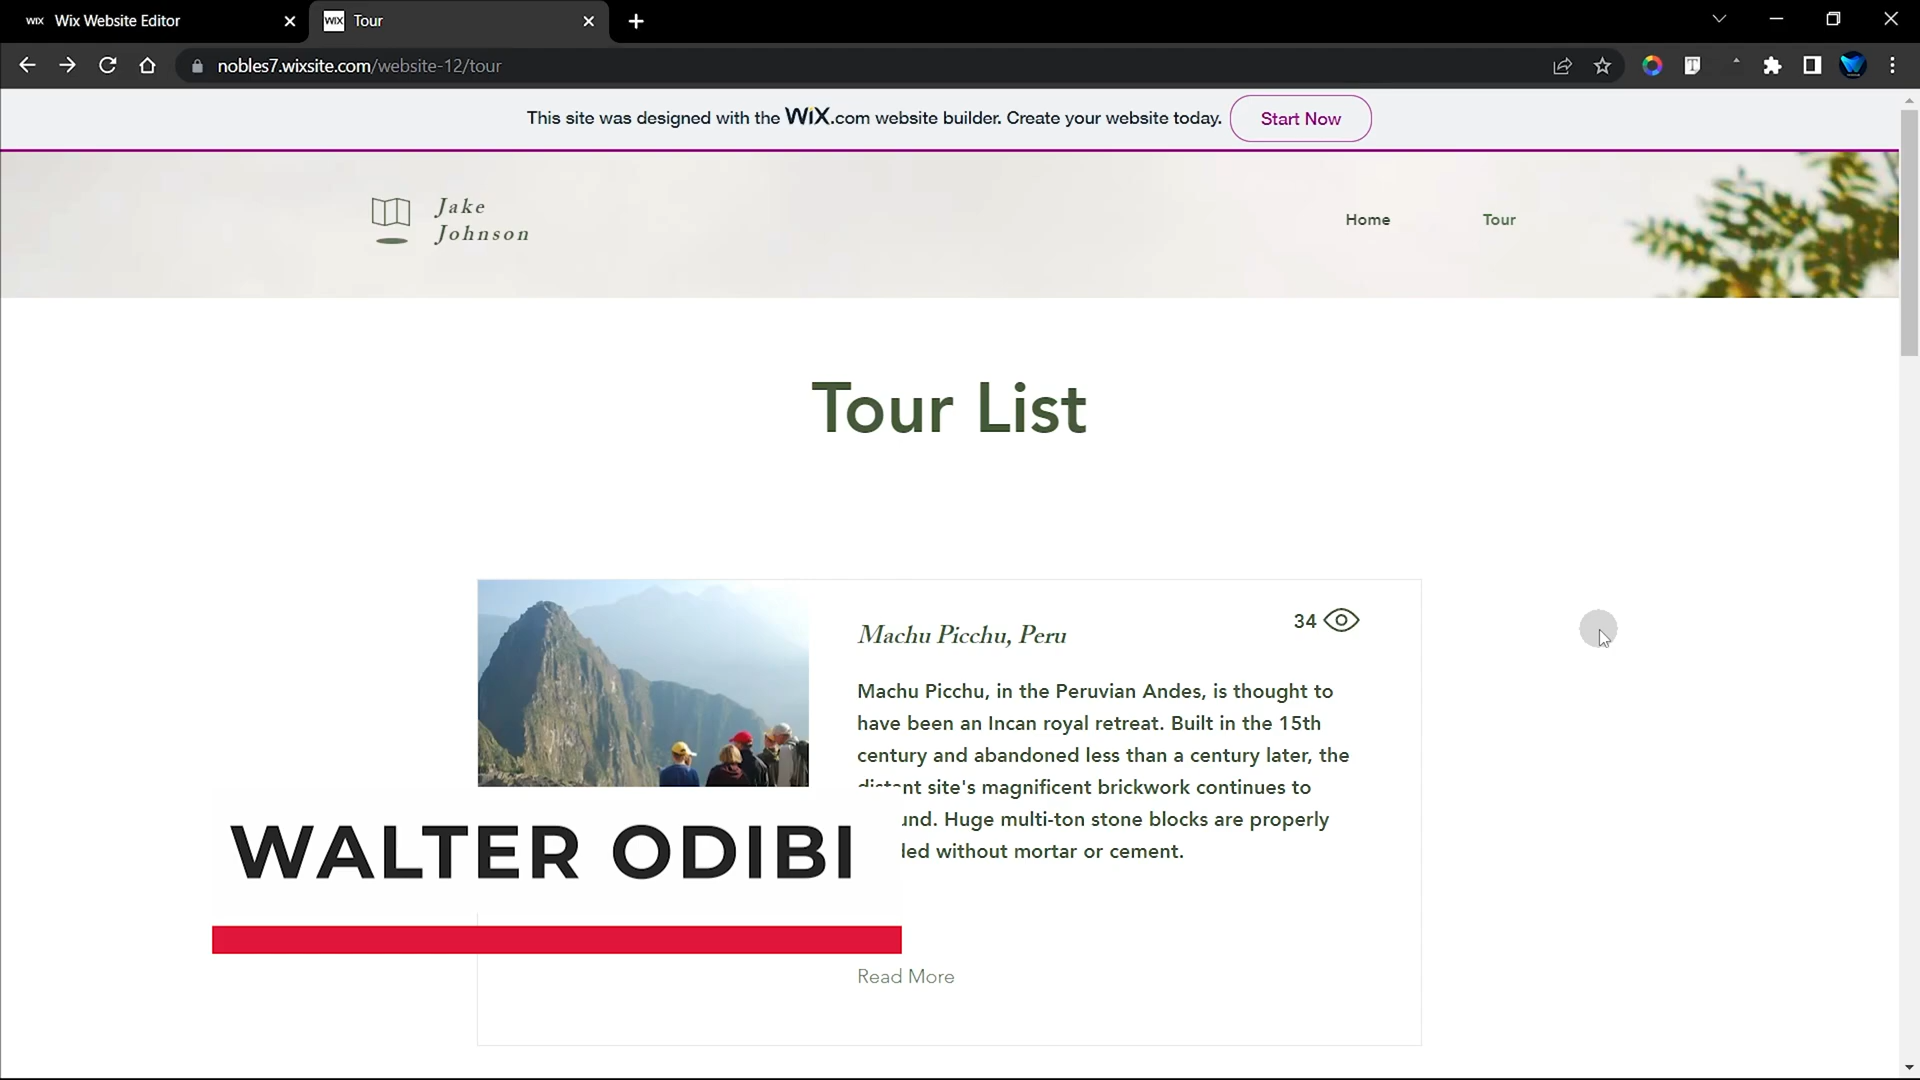 WIX Wix Website Editor
WIX Tour
nobles7.wixsite.com/website-12/tour
This site was designed with the WiX.com website builder. Create your website today. Start Now
Jake
Johnson
Home Tour
Tour List
Machu Picchu, Peru
34
Machu Picchu, in the Peruvian Andes, is thought to
have been an Incan royal retreat. Built in the 15th
century and abandoned less than a century later, the
distant site's magnificent brickwork continues to
und. Huge multi-ton stone blocks are properly
ded without mortar or cement.
WALTER ODIBI
Read More